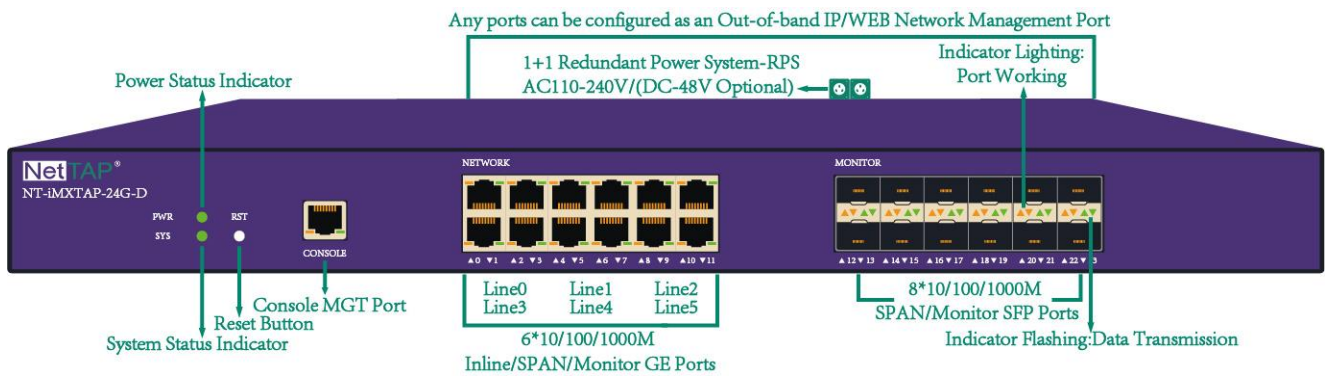 Any ports can be configured as an Out-of-band IP/WEB Network Management Port
Indicator Lighting:
Port Working
1+1 Redundant Power System-RPS
AC110-240V/(DC-48V Optional)
Power Status Indicator
NetTAP®
NT-iMXTAP-24G-D
PWR
RST
SYS
CONSOLE
NETWORK
MONITOR
▲0 ▼1 ▲2 ▼3 ▲4 ▼5 ▲6 ▼7 ▲8 ▼9 ▲10 ▼11
▲12▼13 ▲14▼15 ▲16▼17 ▲18▼19 ▲20▼21 ▲22▼
Line0 Line1 Line2
Line3 Line4 Line5
6*10/100/1000M
Inline/SPAN/Monitor GE Ports
8*10/100/1000M
SPAN/Monitor SFP Ports
Console MGT Port
Reset Button
System Status Indicator
Indicator Flashing:Data Transmission